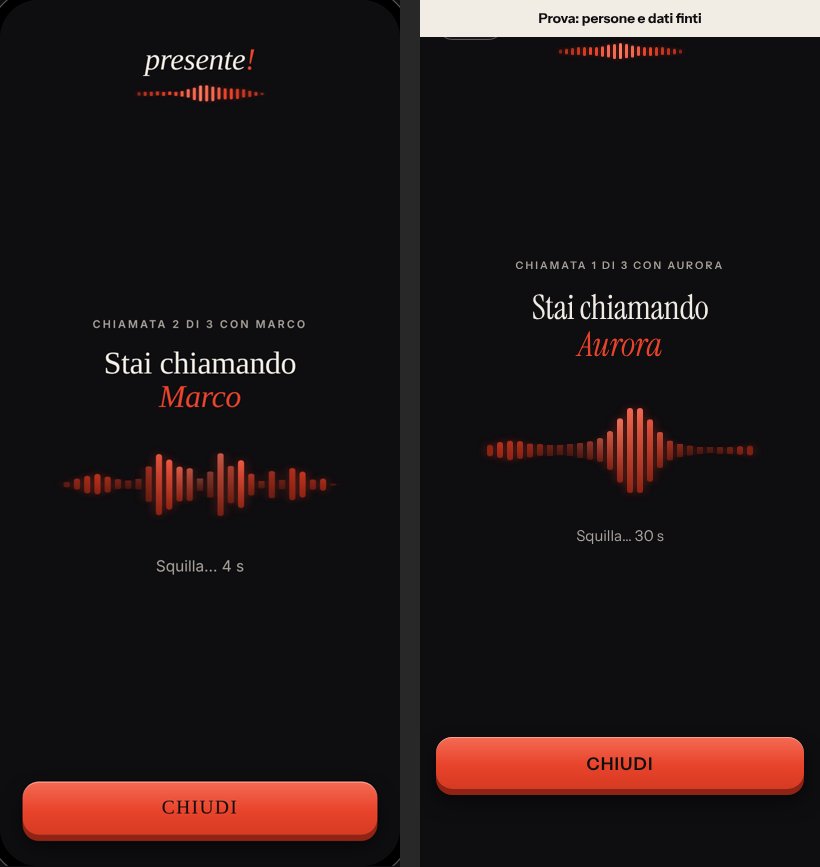 presente!
CHIAMATA 2 DI 3 CON MARCO
Stai chiamando
Marco
Squilla... 4 s
CHIUDI
Prova: persone e dati finti
CHIAMATA 1 DI 3 CON AURORA
Stai chiamando
Aurora
Squilla... 30 s
CHIUDI